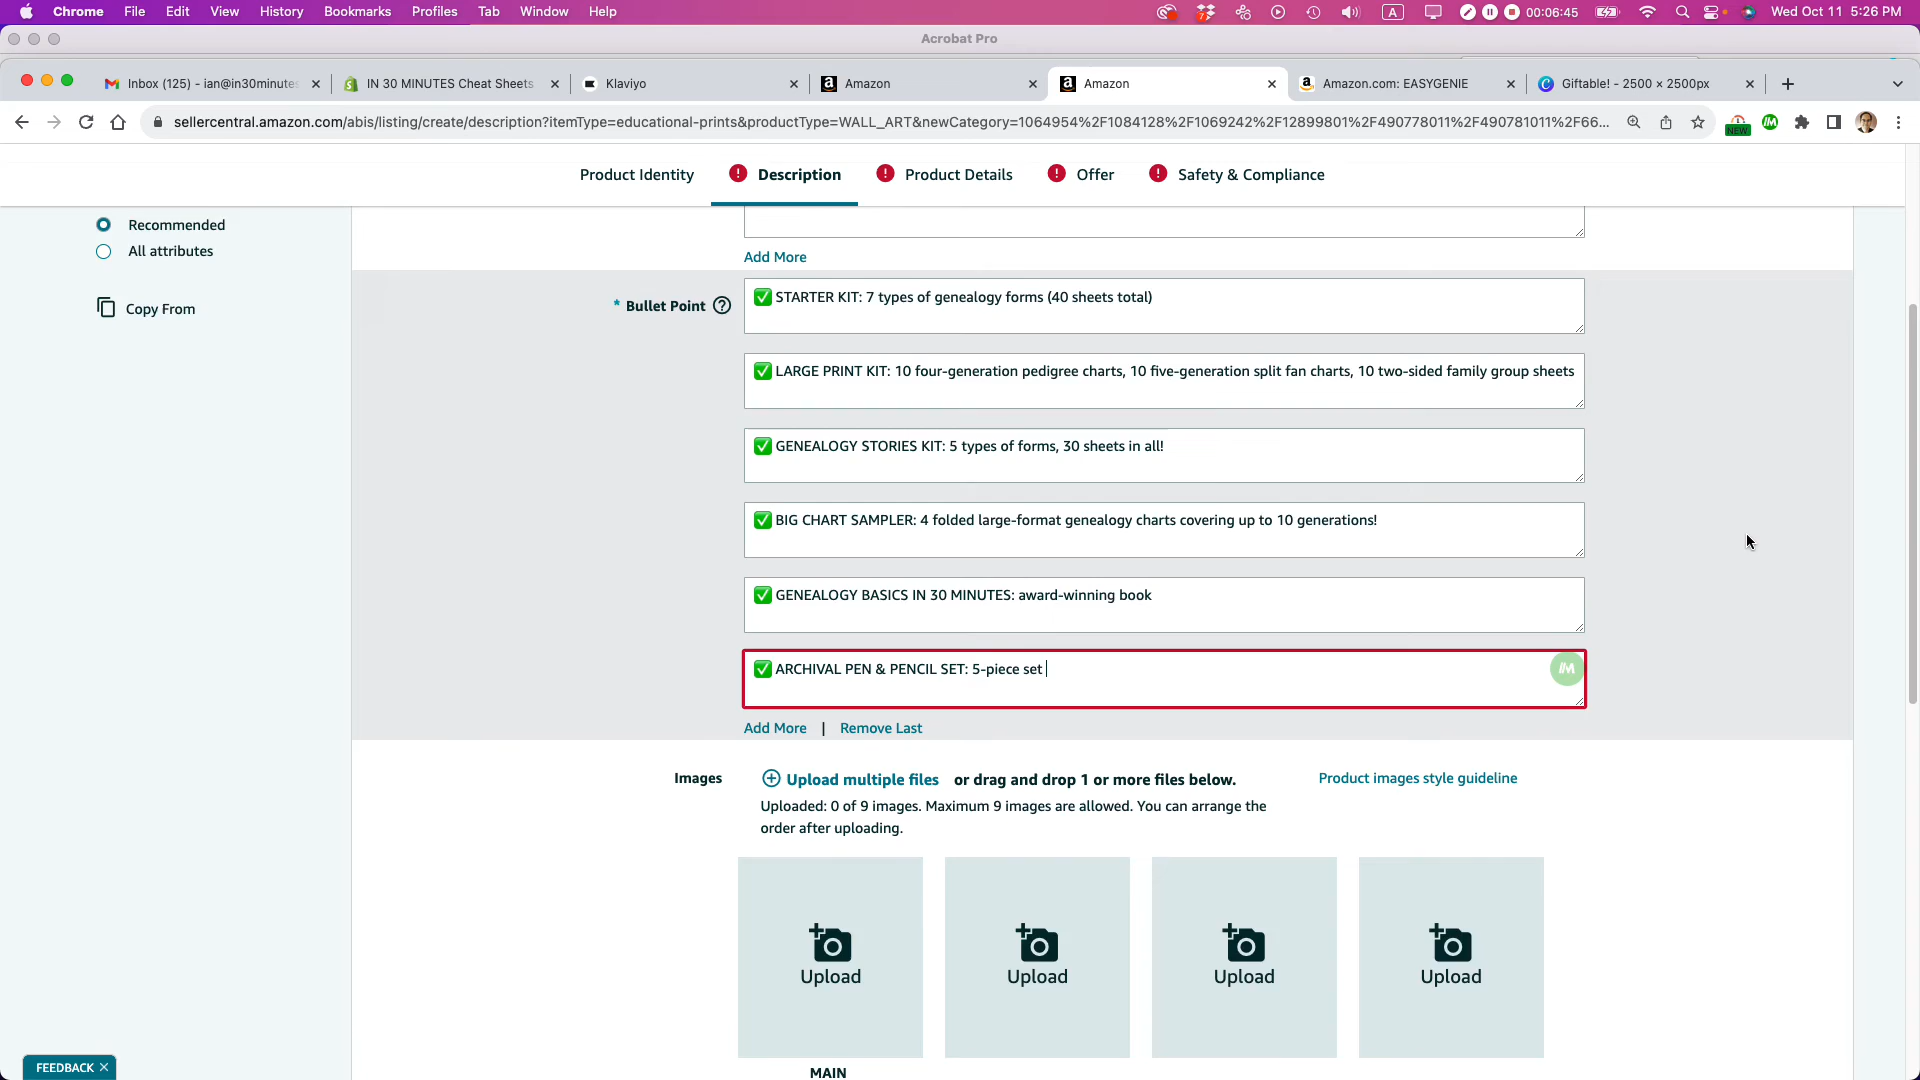 Chrome File Edit View History Bookmarks Profiles Tab Window Help 7 A 00:06:45 Wed Oct 11 5:26 PM
Acrobat Pro
Inbox (125) - ian@in30minutes
IN 30 MINUTES Cheat Sheets
Klaviyo
Amazon
Amazon
Amazon.com: EASYGENIE
Giftable! - 2500 × 2500px
sellercentral.amazon.com/abis/listing/create/description?itemType=educational-prints&productType=WALL_ART&newCategory=1064954%2F1084128%2F1069242%2F12899801%2F490778011%2F490781011%2F66...
NEW
Product Identity
Description
Product Details
Offer
Safety & Compliance
Recommended
All attributes
Copy From
Add More
* Bullet Point
✅ STARTER KIT: 7 types of genealogy forms (40 sheets total)
✅ LARGE PRINT KIT: 10 four-generation pedigree charts, 10 five-generation split fan charts, 10 two-sided family group sheets
✅ GENEALOGY STORIES KIT: 5 types of forms, 30 sheets in all!
✅ BIG CHART SAMPLER: 4 folded large-format genealogy charts covering up to 10 generations!
✅ GENEALOGY BASICS IN 30 MINUTES: award-winning book
✅ ARCHIVAL PEN & PENCIL SET: 5-piece set
Add More | Remove Last
Images
Upload multiple files or drag and drop 1 or more files below.
Product images style guideline
Uploaded: 0 of 9 images. Maximum 9 images are allowed. You can arrange the
order after uploading.
Upload
Upload
Upload
Upload
MAIN
FEEDBACK